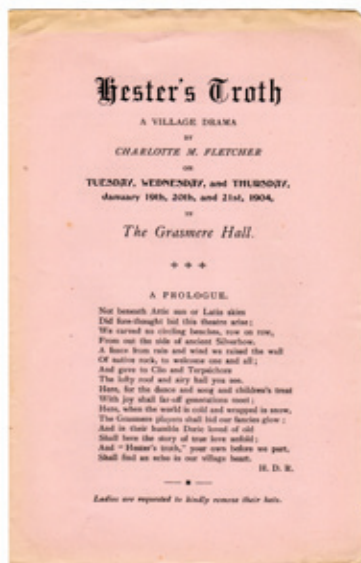 Hester's Troth
A VILLAGE DRAMA
BY
CHARLOTTE M. FLETCHER
ON
TUESDAY, WEDNESDAY, and THURSDAY,
January 19th, 20th, and 21st, 1904,
IN
The Grasmere Hall.
A PROLOGUE.
Not beneath Attic sun or Latin skies
Did fore-thought bid this theatre arise;
We carved no circling benches, row on row,
From out the side of ancient Silverhow.
A fence from rain and wind we raised the wall
Of native rock, to welcome one and all;
And gave to Clio and Terpsichore
The lofty roof and airy hall you see.
Here, for the dance and song and children's treat
With joy shall far-off generations meet;
Here, when the world is cold and wrapped in snow,
The Grasmere players shall bid our fancies glow;
And in their humble Doric loved of old
Shall here the story of true love unfold;
And "Hester's truth," your own before we part,
Shall find an echo in our village heart.
H. D. R.
Ladies are requested to kindly remove their hats.